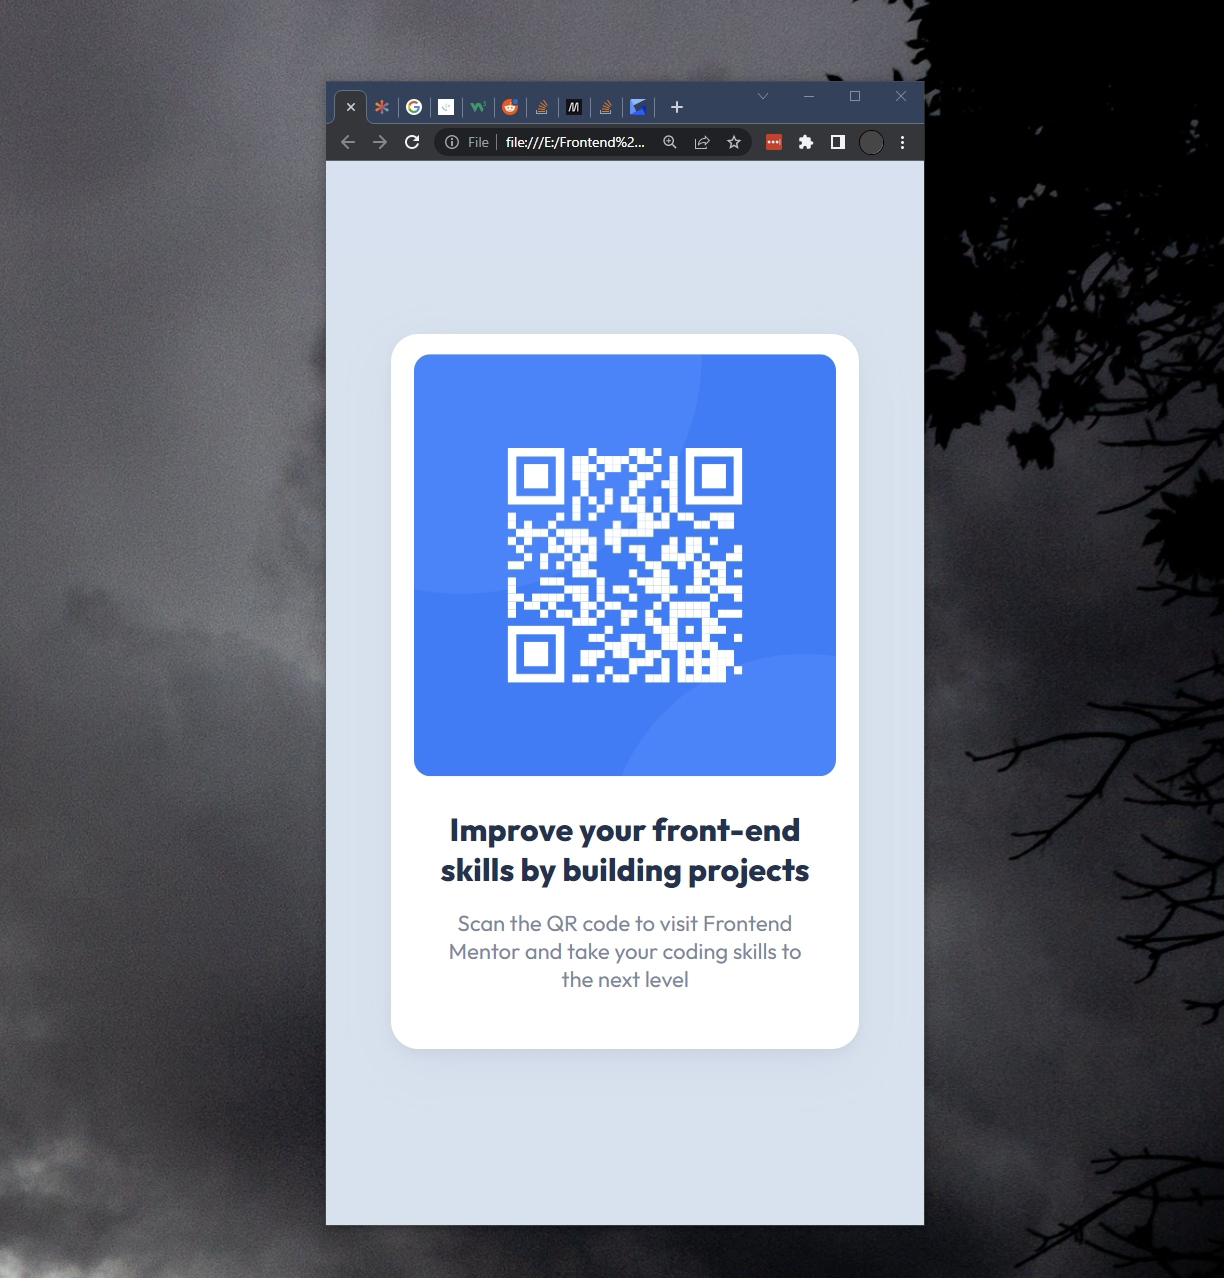 File
file:///E:/Frontend%2...
Improve your front-end
skills by building projects
Scan the QR code to visit Frontend
Mentor and take your coding skills to
the next level